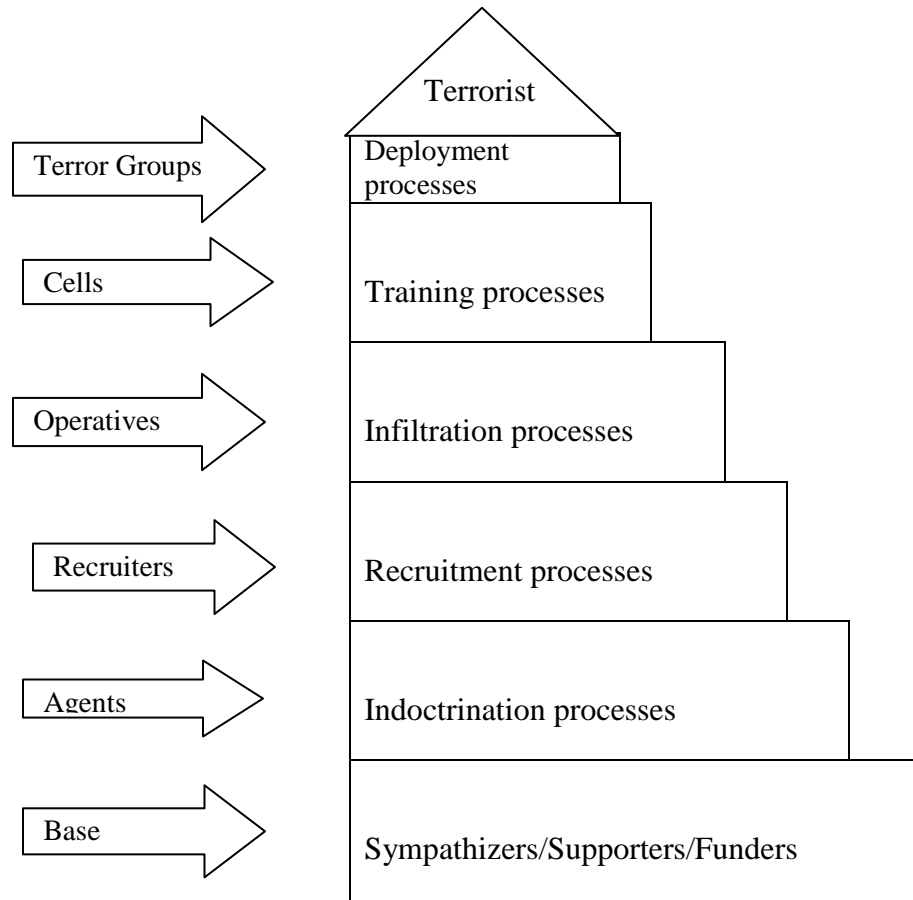 Terrorist
Terror Groups
Deployment
processes
Cells
Training processes
Operatives
Infiltration processes
Recruiters
Recruitment processes
Agents
Indoctrination processes
Base
Sympathizers/Supporters/Funders